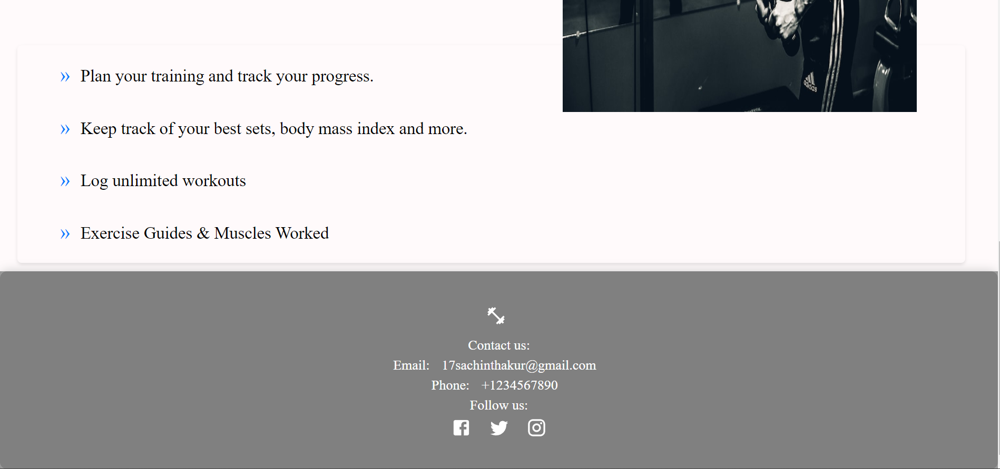 » Plan your training and track your progress.
adidas
» Keep track of your best sets, body mass index and more.
» Log unlimited workouts
» Exercise Guides & Muscles Worked
Contact us:
Email: 17sachinthakur@gmail.com
Phone: +1234567890
Follow us: